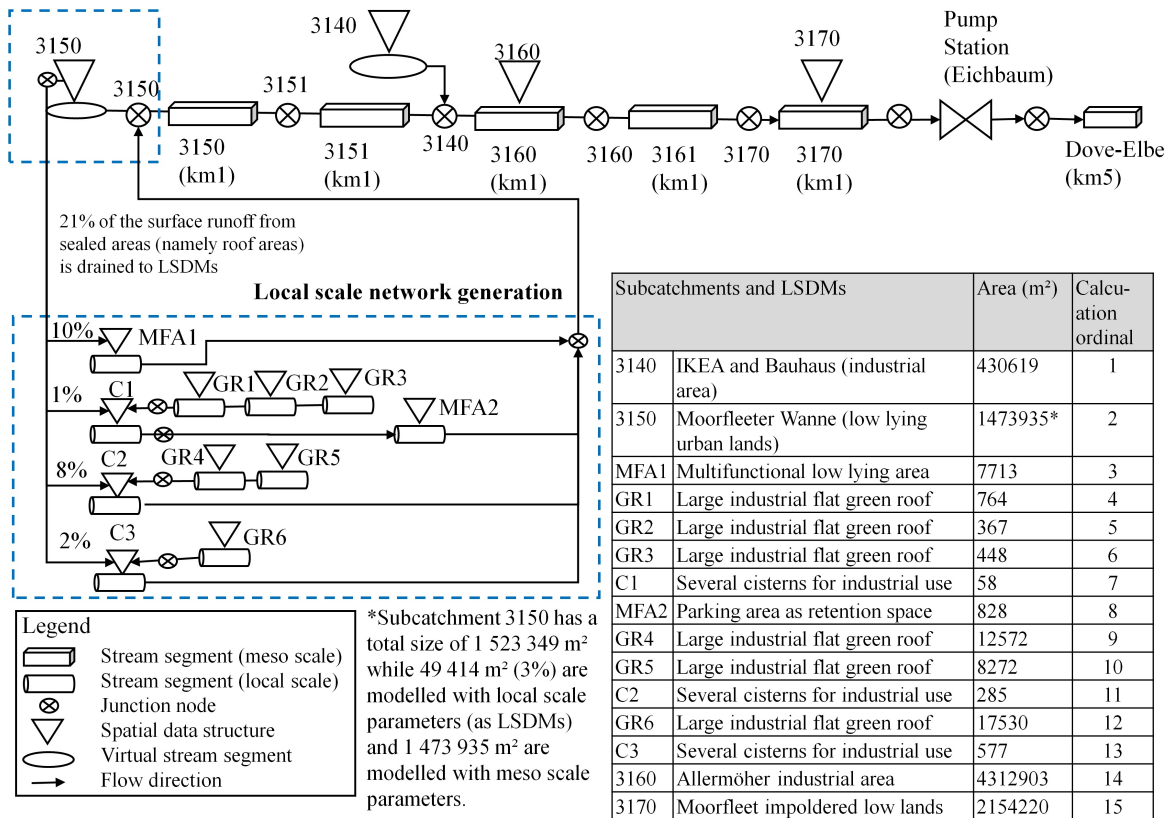 3150
3150
3151
3140
3160
3170
Pump
Station
(Eichbaum)
3150
(km1)
3151
(km1)
3140
3160
(km1)
3160
3161
(km1)
3170
3170
(km1)
Dove-Elbe
(km5)
21% of the surface runoff from
sealed areas (namely roof areas)
is drained to LSDMs
Local scale network generation
10%
MFA1
1%
C1
GR1
GR2
GR3
MFA2
8%
C2
GR4
GR5
2%
C3
GR6
Legend
Stream segment (meso scale)
Stream segment (local scale)
Junction node
Spatial data structure
Virtual stream segment
Flow direction
*Subcatchment 3150 has a
total size of 1 523 349 m²
while 49 414 m² (3%) are
modelled with local scale
parameters (as LSDMs)
and 1 473 935 m² are
modelled with meso scale
parameters.
Subcatchments and LSDMs Area (m²) Calcu-
ation
ordinal
3140 IKEA and Bauhaus (industrial 430619 1
area)
3150 Moorfleeter Wanne (low lying 1473935* 2
urban lands)
MFA1 Multifunctional low lying area 7713 3
GR1 Large industrial flat green roof 764 4
GR2 Large industrial flat green roof 367 5
GR3 Large industrial flat green roof 448 6
C1 Several cisterns for industrial use 58 7
MFA2 Parking area as retention space 828 8
GR4 Large industrial flat green roof 12572 9
GR5 Large industrial flat green roof 8272 10
C2 Several cisterns for industrial use 285 11
GR6 Large industrial flat green roof 17530 12
C3 Several cisterns for industrial use 577 13
3160 Allermöher industrial area 4312903 14
3170 Moorfleet impoldered low lands 2154220 15